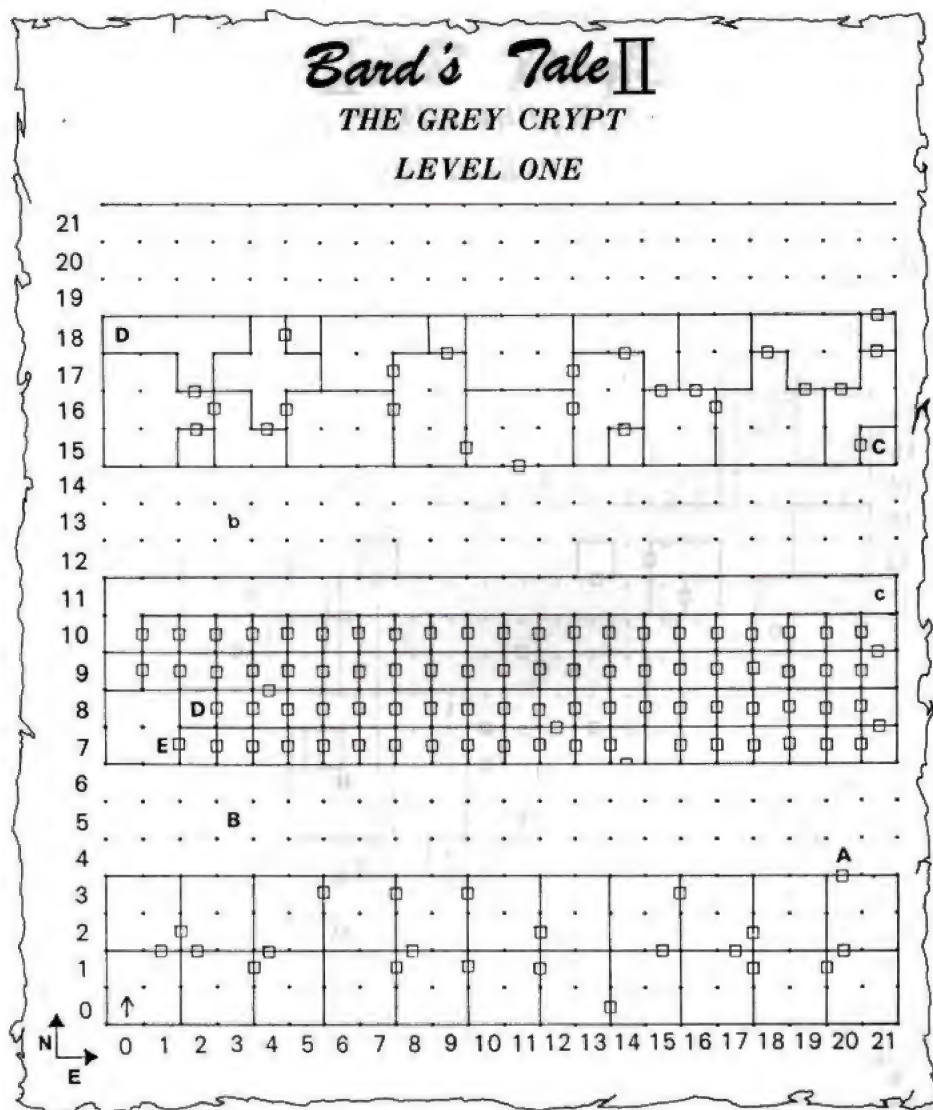 Bard's Tale II
THE GREY CRYPT
LEVEL ONE
21
20
19
18 D
17
16
15 C
14
13 b
12
11 c
10
9
8 D
7 E
6
5 B
4 A
3
2
1
0 ↑
N
E
0 1 2 3 4 5 6 7 8 9 10 11 12 13 14 15 16 17 18 19 20 21